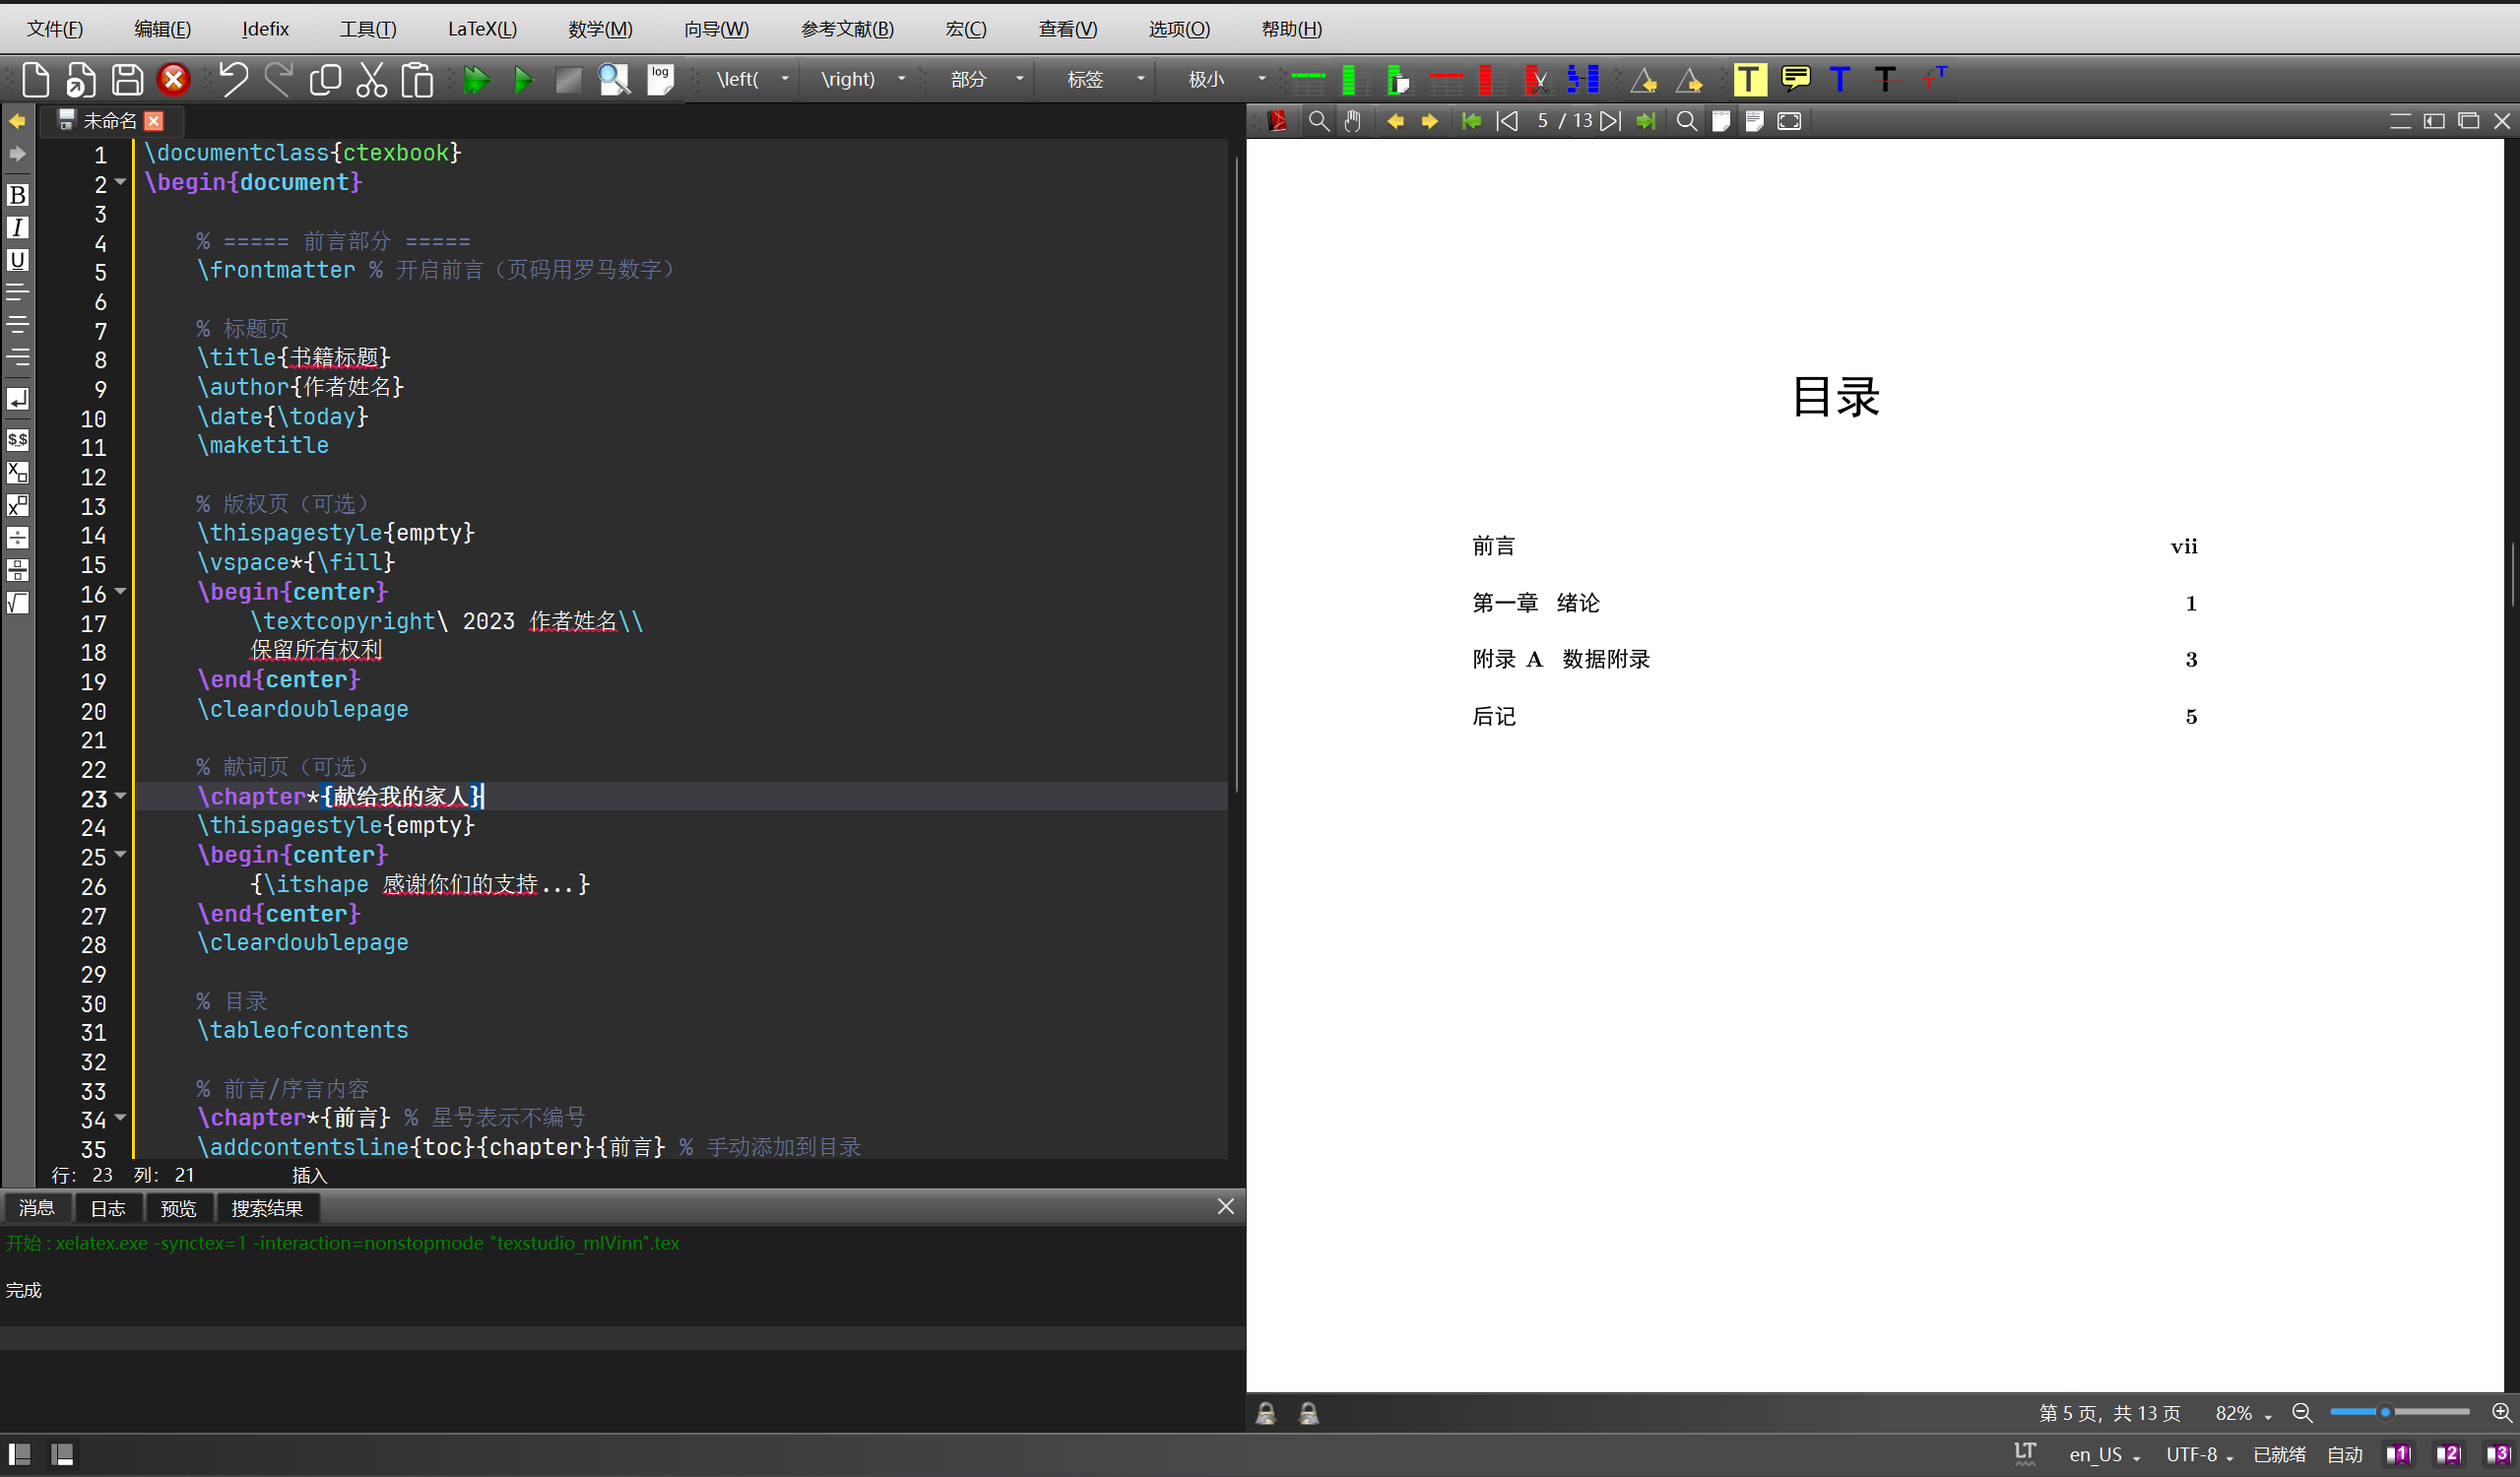 文件(F) 编辑(E) Idefix 工具(T) LaTeX(L) 数学(M) 向导(W) 参考文献(B) 宏(C) 查看(V) 选项(O) 帮助(H)
log \left( \right) 部分 标签 极小 T T T T T
未命名
5 / 13
B
I
U
$$
1 \documentclass{ctexbook}
2 \begin{document}
3
4 % ===== 前言部分 =====
5 \frontmatter % 开启前言（页码用罗马数字）
6
7 % 标题页
8 \title{书籍标题}
9 \author{作者姓名}
10 \date{\today}
11 \maketitle
12
13 % 版权页（可选）
14 \thispagestyle{empty}
15 \vspace*{\fill}
16 \begin{center}
17 \textcopyright\ 2023 作者姓名\\
18 保留所有权利
19 \end{center}
20 \cleardoublepage
21
22 % 献词页（可选）
23 \chapter*{献给我的家人}
24 \thispagestyle{empty}
25 \begin{center}
26 {\itshape 感谢你们的支持...}
27 \end{center}
28 \cleardoublepage
29
30 % 目录
31 \tableofcontents
32
33 % 前言/序言内容
34 \chapter*{前言} % 星号表示不编号
35 \addcontentsline{toc}{chapter}{前言} % 手动添加到目录
行: 23 列: 21 插入
消息 日志 预览 搜索结果
开始 : xelatex.exe -synctex=1 -interaction=nonstopmode "texstudio_mlVinn".tex
完成
目录
前言 vii
第一章 绪论 1
附录 A 数据附录 3
后记 5
第 5 页，共 13 页 82%
LT en_US UTF-8 已就绪 自动 1 2 3